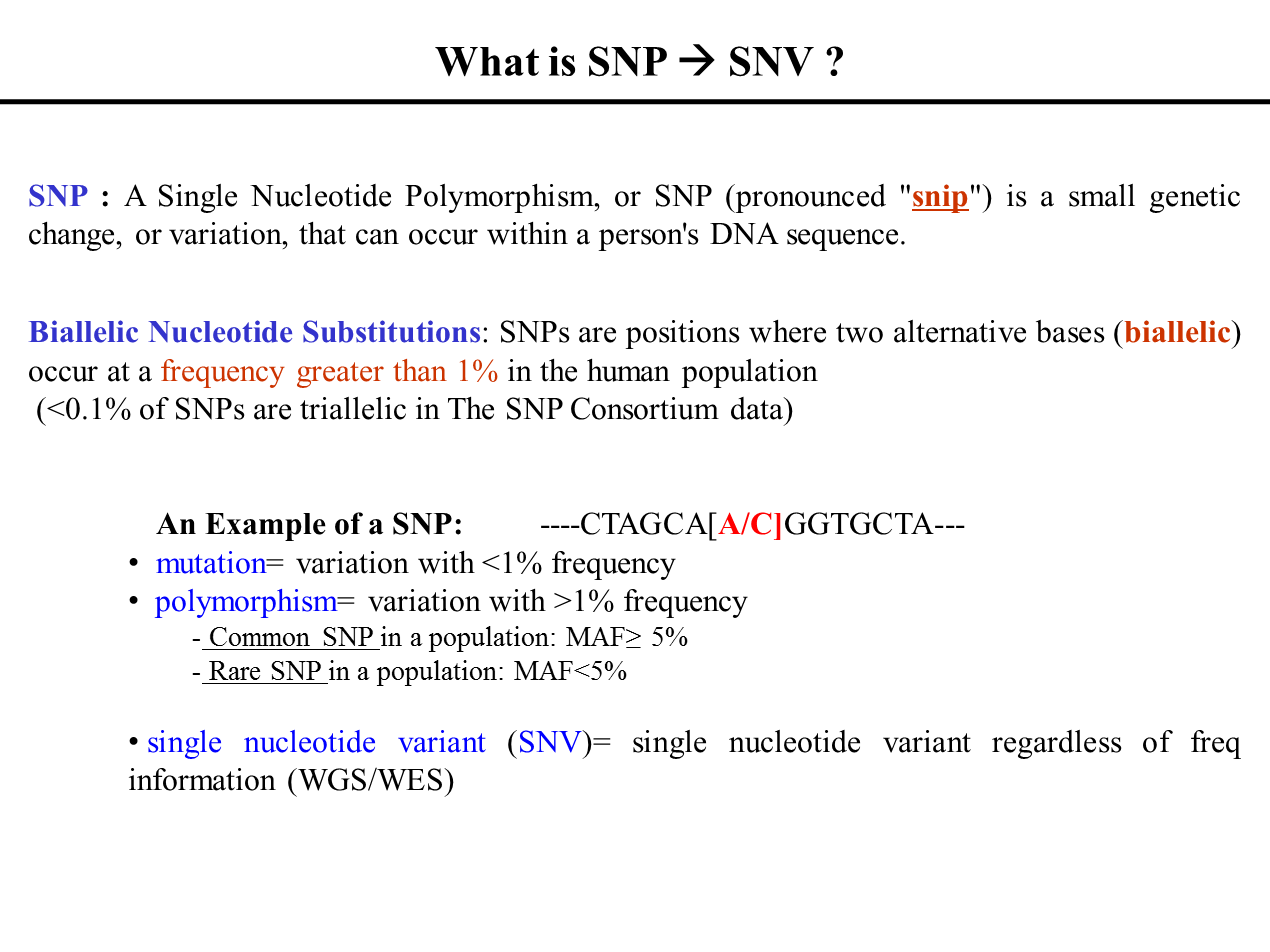 What is SNP → SNV ?
SNP : A Single Nucleotide Polymorphism, or SNP (pronounced "snip") is a small genetic
change, or variation, that can occur within a person's DNA sequence.
Biallelic Nucleotide Substitutions: SNPs are positions where two alternative bases (biallelic)
occur at a frequency greater than 1% in the human population
(<0.1% of SNPs are triallelic in The SNP Consortium data)
An Example of a SNP: ----CTAGCA[A/C]GGTGCTA---
• mutation= variation with <1% frequency
• polymorphism= variation with >1% frequency
- Common SNP in a population: MAF≥ 5%
- Rare SNP in a population: MAF<5%
• single nucleotide variant (SNV)= single nucleotide variant regardless of freq
information (WGS/WES)